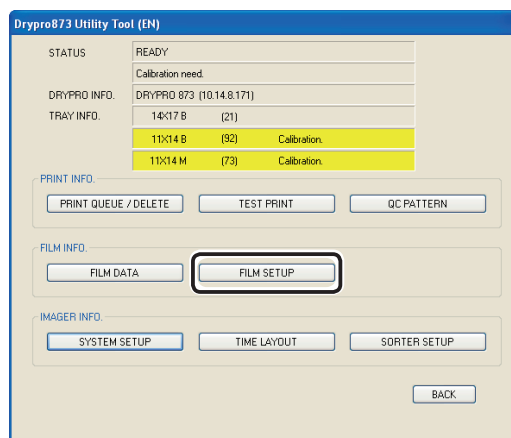 Drypro873 Utility Tool (EN)
STATUS READY
Calibration need.
DRYPRO INFO. DRYPRO 873 (10.14.8.171)
TRAY INFO. 14X17 B (21)
11X14 B (92) Calibration.
11X14 M (73) Calibration.
PRINT INFO.
PRINT QUEUE / DELETE TEST PRINT QC PATTERN
FILM INFO.
FILM DATA FILM SETUP
IMAGER INFO.
SYSTEM SETUP TIME LAYOUT SORTER SETUP
BACK